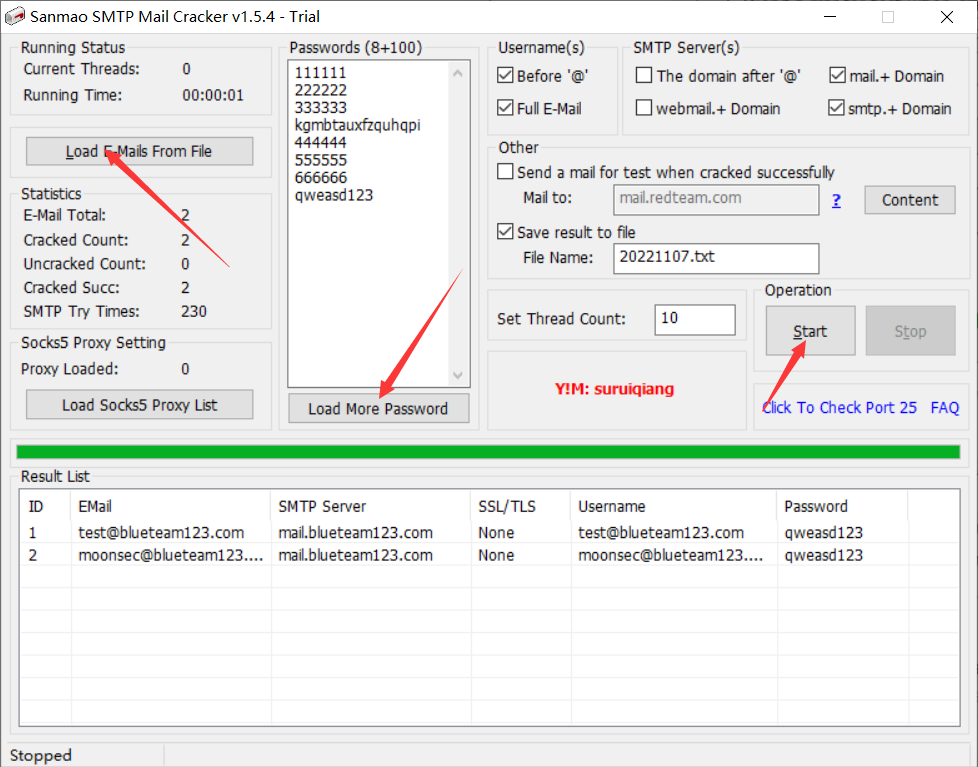 Sanmao SMTP Mail Cracker v1.5.4 - Trial
Running Status
Current Threads: 0
Running Time: 00:00:01
Load E-Mails From File
Statistics
E-Mail Total: 2
Cracked Count: 2
Uncracked Count: 0
Cracked Succ: 2
SMTP Try Times: 230
Socks5 Proxy Setting
Proxy Loaded: 0
Load Socks5 Proxy List
Passwords (8+100)
111111
222222
333333
kgmbtauxfzquhqpi
444444
555555
666666
qweasd123
Load More Password
Username(s)
Before '@'
Full E-Mail
SMTP Server(s)
The domain after '@' mail.+ Domain
webmail.+ Domain smtp.+ Domain
Other
Send a mail for test when cracked successfully
Mail to: mail.redteam.com ? Content
Save result to file
File Name: 20221107.txt
Set Thread Count: 10
Operation
Start Stop
Y!M: suruiqiang
Click To Check Port 25 FAQ
Result List
ID EMail SMTP Server SSL/TLS Username Password
1 test@blueteam123.com mail.blueteam123.com None test@blueteam123.com qweasd123
2 moonsec@blueteam123.... mail.blueteam123.com None moonsec@blueteam123.... qweasd123
Stopped